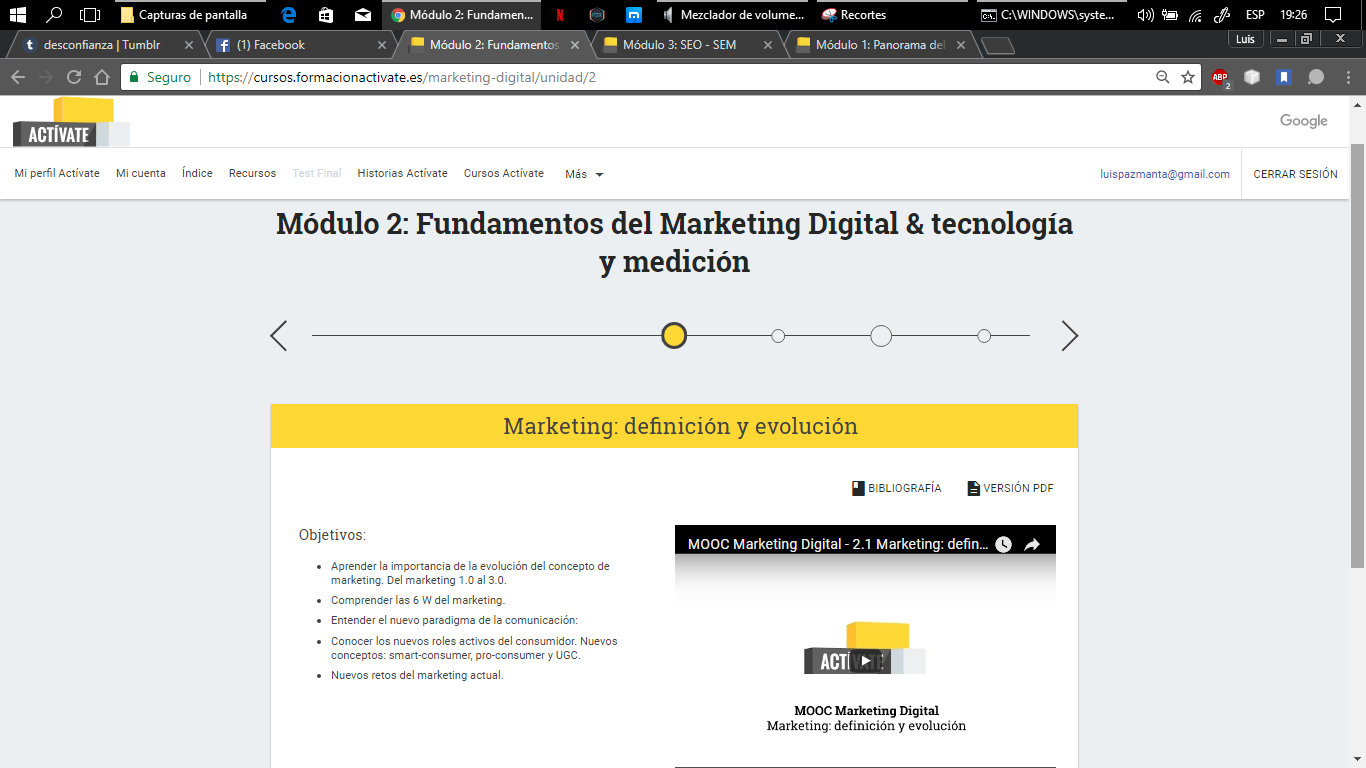 Capturas de pantalla
Módulo 2: Fundamen...
Mezclador de volume...
Recortes
C:\WINDOWS\syste...
ESP
19:26
desconfianza | Tumblr
(1) Facebook
Módulo 2: Fundamentos
Módulo 3: SEO - SEM
Módulo 1: Panorama del
Luis
Seguro
https://cursos.formacionactivate.es/marketing-digital/unidad/2
ABP
2
ACTÍVATE
Google
Mi perfil Actívate
Mi cuenta
Índice
Recursos
Test Final
Historias Actívate
Cursos Actívate
Más
luispazmanta@gmail.com
CERRAR SESIÓN
Módulo 2: Fundamentos del Marketing Digital & tecnología
y medición
Marketing: definición y evolución
BIBLIOGRAFÍA
VERSIÓN PDF
Objetivos:
Aprender la importancia de la evolución del concepto de
marketing. Del marketing 1.0 al 3.0.
Comprender las 6 W del marketing.
Entender el nuevo paradigma de la comunicación:
Conocer los nuevos roles activos del consumidor. Nuevos
conceptos: smart-consumer, pro-consumer y UGC.
Nuevos retos del marketing actual.
MOOC Marketing Digital - 2.1 Marketing: defin...
ACTÍVATE
MOOC Marketing Digital
Marketing: definición y evolución